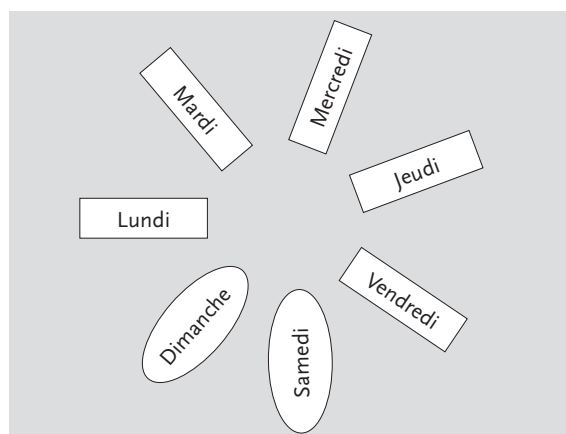 Lundi
Mardi
Mercredi
Jeudi
Vendredi
Samedi
Dimanche